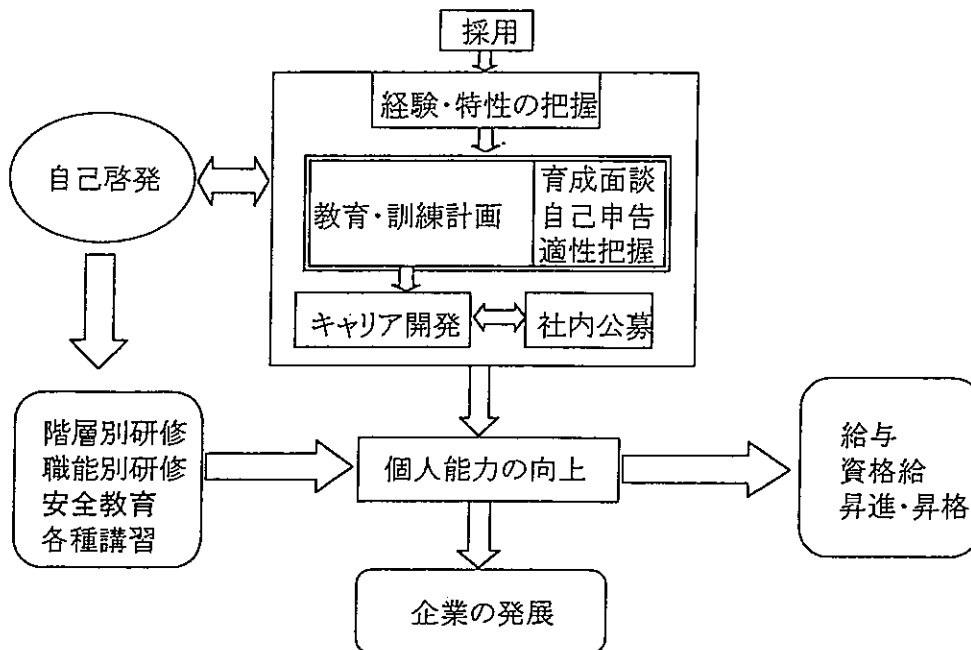 採用
経験・特性の把握
自己啓発
教育・訓練計画
育成面談
自己申告
適性把握
キャリア開発
社内公募
階層別研修
職能別研修
安全教育
各種講習
個人能力の向上
給与
資格給
昇進・昇格
企業の発展